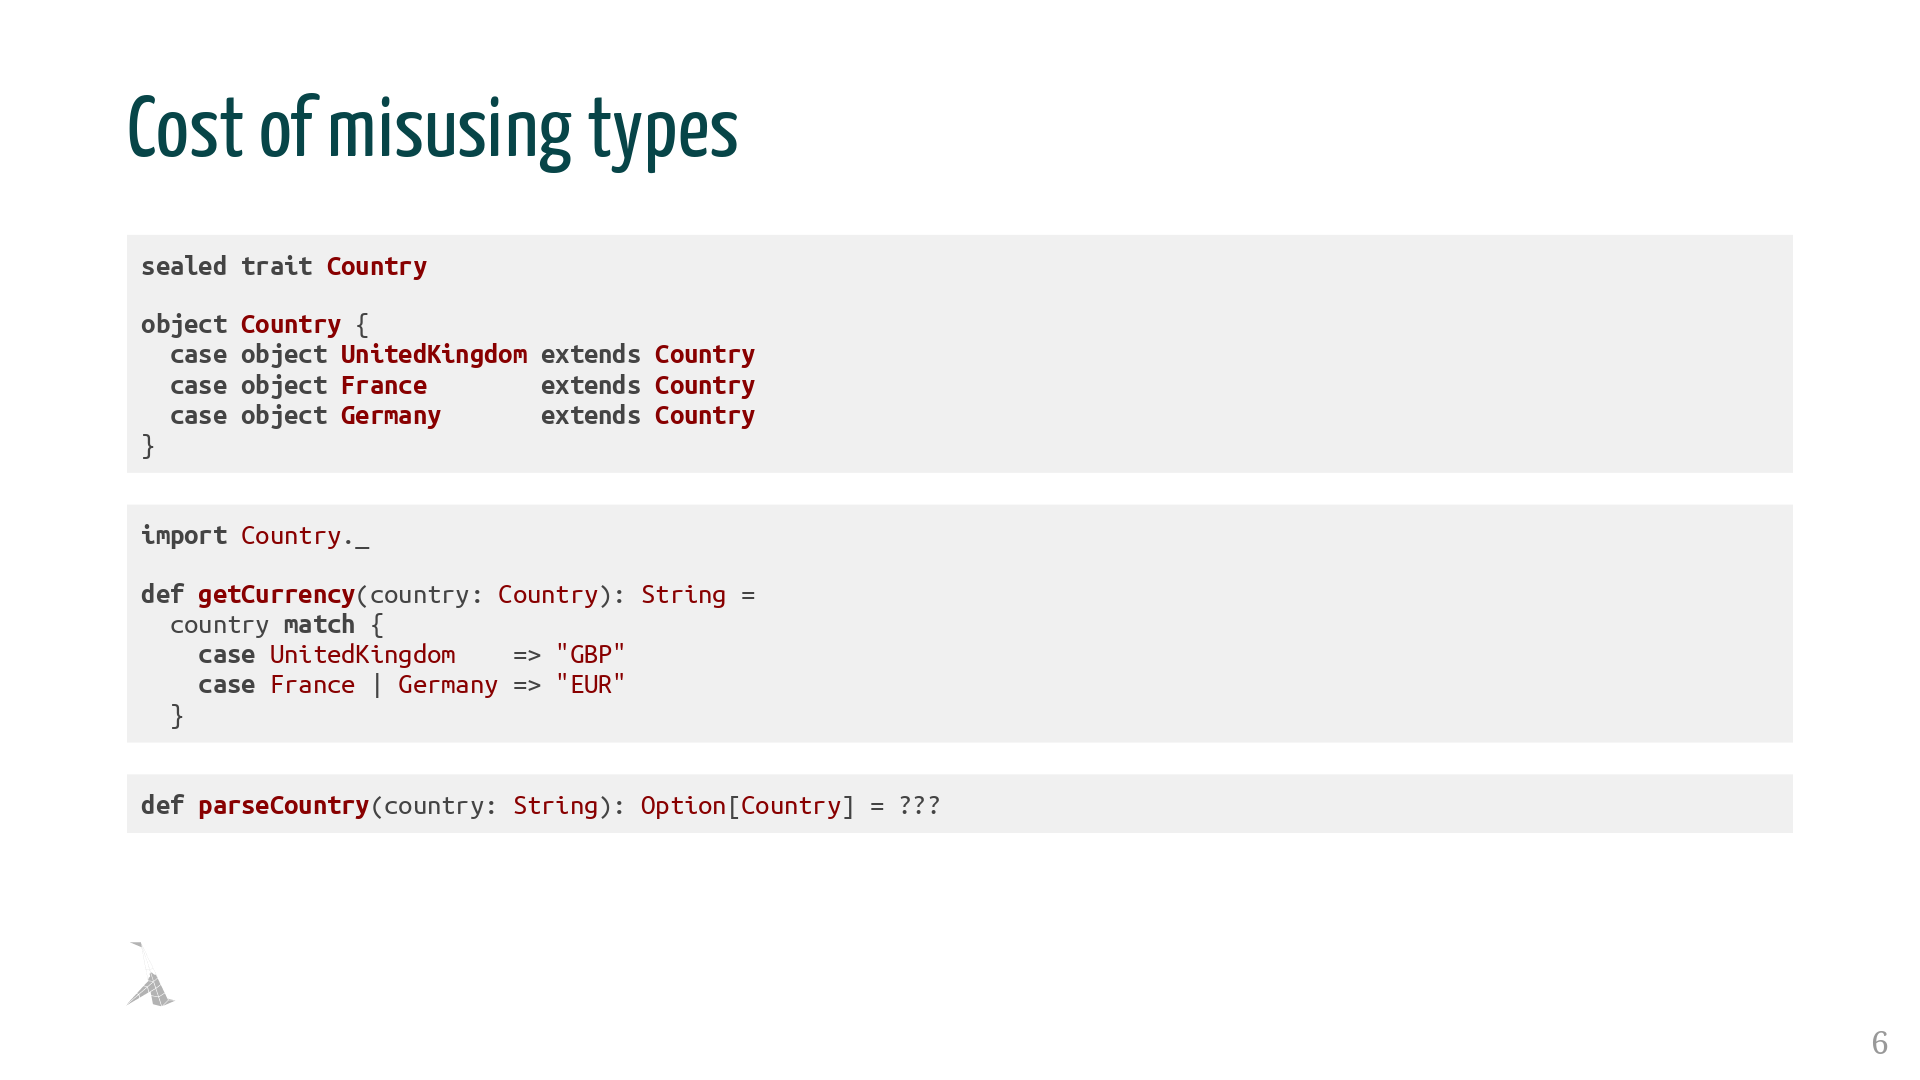 Cost of misusing types
sealed trait Country
object Country {
  case object UnitedKingdom extends Country
  case object France        extends Country
  case object Germany       extends Country
}
import Country._
def getCurrency(country: Country): String =
  country match {
    case UnitedKingdom    => "GBP"
    case France | Germany => "EUR"
  }
def parseCountry(country: String): Option[Country] = ???
6